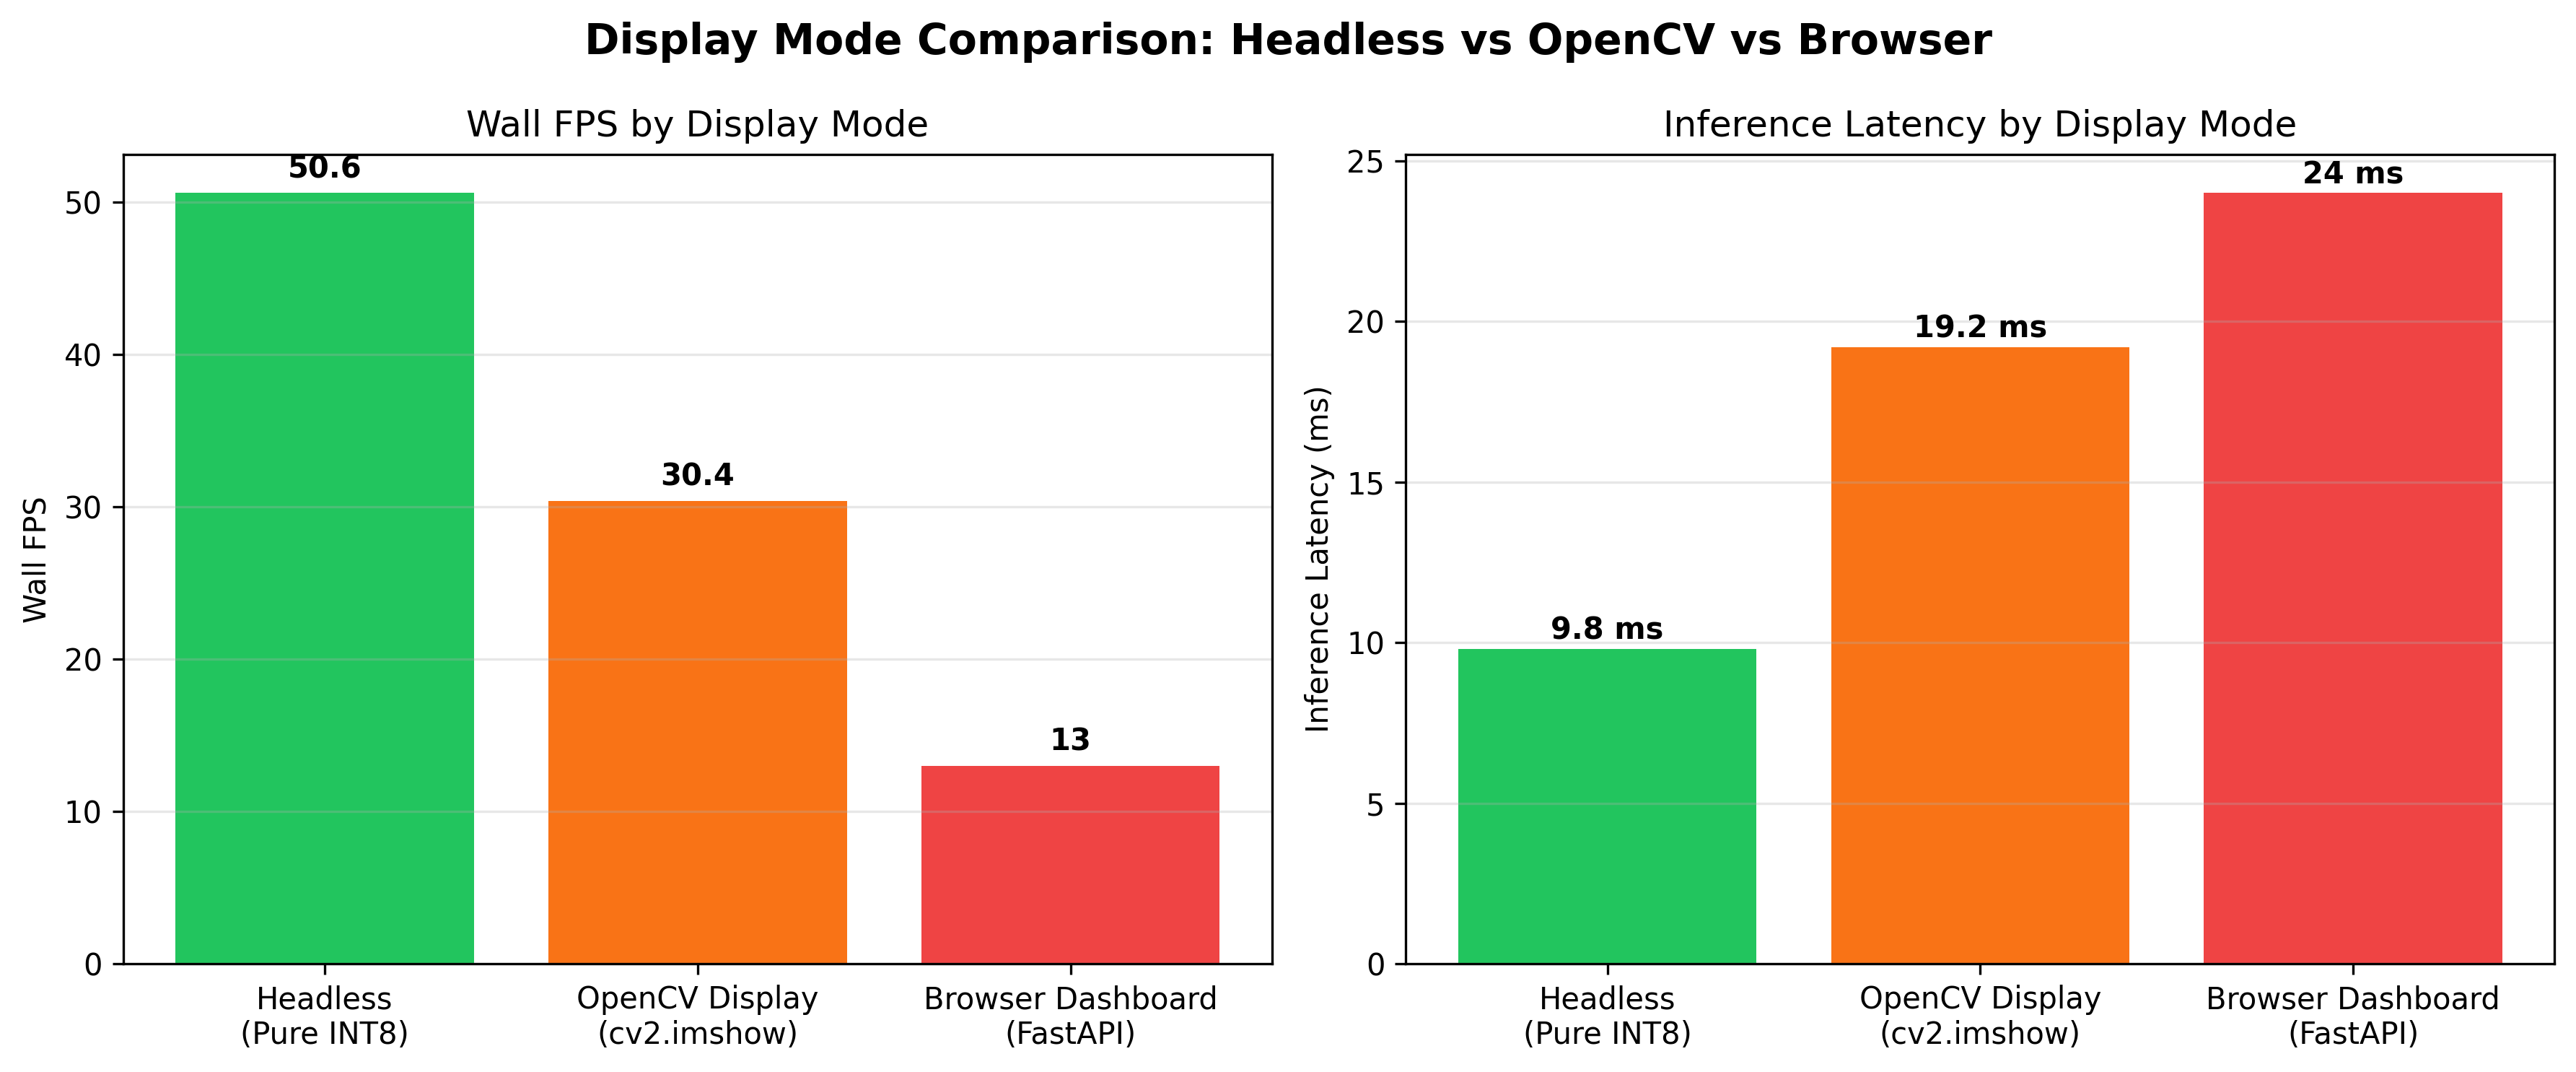 Display Mode Comparison: Headless vs OpenCV vs Browser
Wall FPS by Display Mode
Wall FPS
50
40
30
20
10
0
50.6
30.4
13
Headless
(Pure INT8)
OpenCV Display
(cv2.imshow)
Browser Dashboard
(FastAPI)
Inference Latency by Display Mode
Inference Latency (ms)
25
20
15
10
5
0
9.8 ms
19.2 ms
24 ms
Headless
(Pure INT8)
OpenCV Display
(cv2.imshow)
Browser Dashboard
(FastAPI)